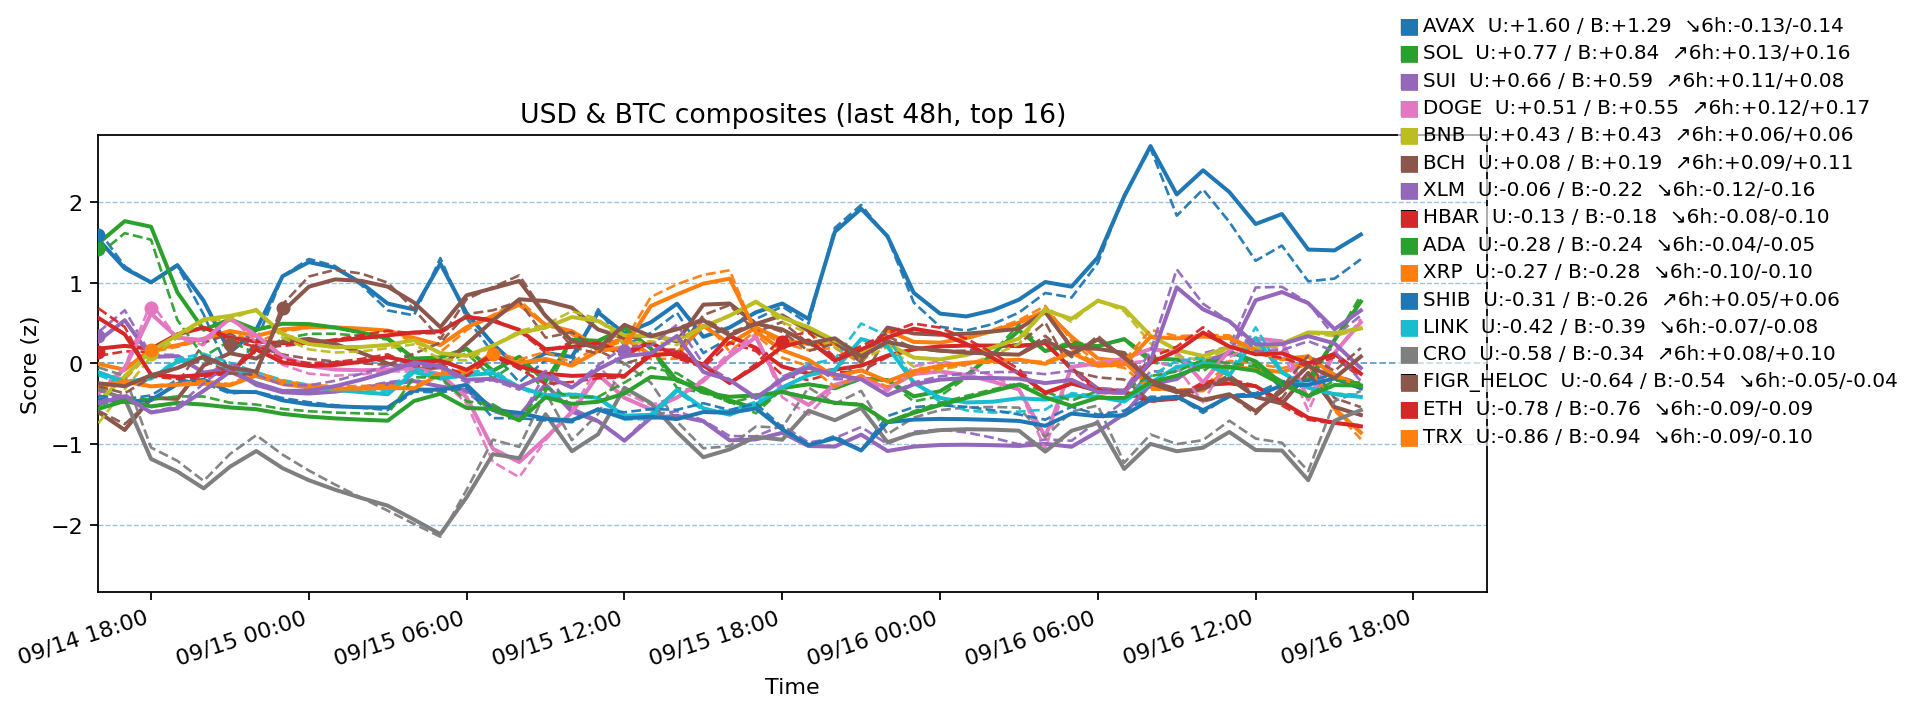 AVAX  U:+1.60 / B:+1.29  ↘6h:-0.13/-0.14
SOL  U:+0.77 / B:+0.84  ↗6h:+0.13/+0.16
SUI  U:+0.66 / B:+0.59  ↗6h:+0.11/+0.08
DOGE  U:+0.51 / B:+0.55  ↗6h:+0.12/+0.17
BNB  U:+0.43 / B:+0.43  ↗6h:+0.06/+0.06
BCH  U:+0.08 / B:+0.19  ↗6h:+0.09/+0.11
XLM  U:-0.06 / B:-0.22  ↘6h:-0.12/-0.16
HBAR  U:-0.13 / B:-0.18  ↘6h:-0.08/-0.10
ADA  U:-0.28 / B:-0.24  ↘6h:-0.04/-0.05
XRP  U:-0.27 / B:-0.28  ↘6h:-0.10/-0.10
SHIB  U:-0.31 / B:-0.26  ↗6h:+0.05/+0.06
LINK  U:-0.42 / B:-0.39  ↘6h:-0.07/-0.08
CRO  U:-0.58 / B:-0.34  ↗6h:+0.08/+0.10
FIGR_HELOC  U:-0.64 / B:-0.54  ↘6h:-0.05/-0.04
ETH  U:-0.78 / B:-0.76  ↘6h:-0.09/-0.09
TRX  U:-0.86 / B:-0.94  ↘6h:-0.09/-0.10
USD & BTC composites (last 48h, top 16)
Score (z)
2
1
0
−1
−2
09/14 18:00
09/15 00:00
09/15 06:00
09/15 12:00
09/15 18:00
09/16 00:00
09/16 06:00
09/16 12:00
09/16 18:00
Time